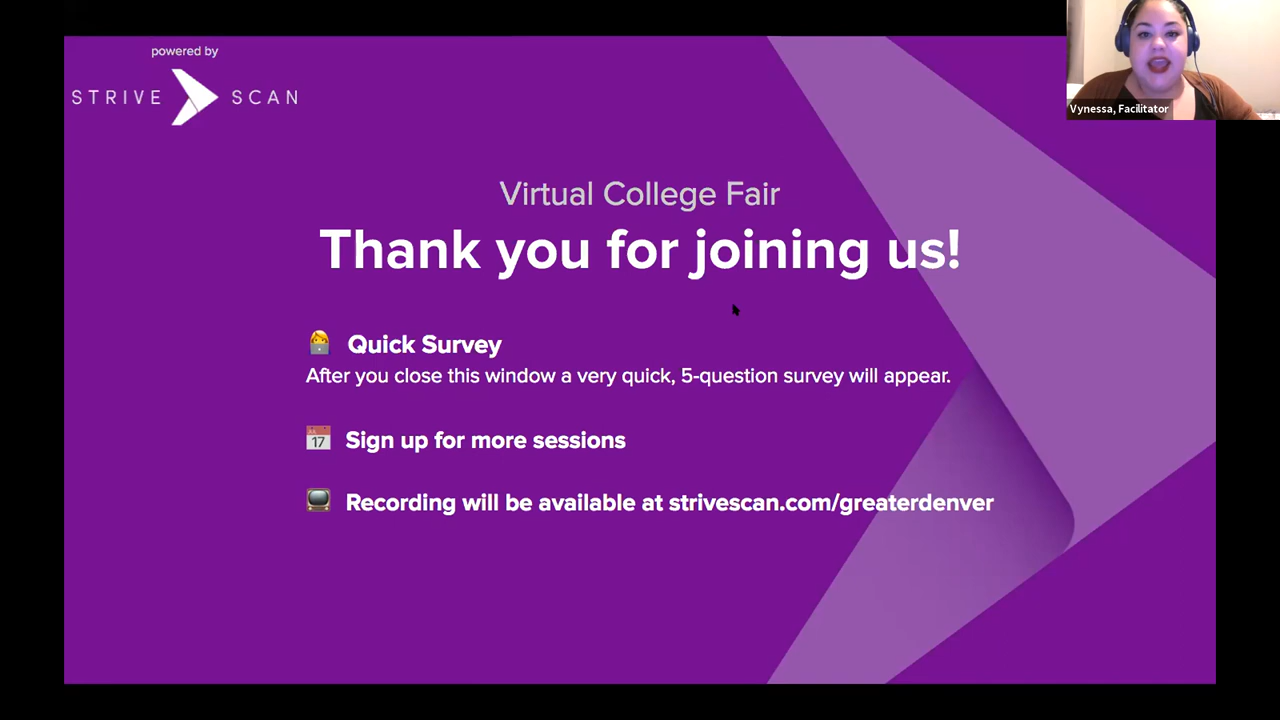 powered by
STRIVE SCAN
Vynessa, Facilitator
Virtual College Fair
Thank you for joining us!
Quick Survey
After you close this window a very quick, 5-question survey will appear.
17
Sign up for more sessions
Recording will be available at strivescan.com/greaterdenver